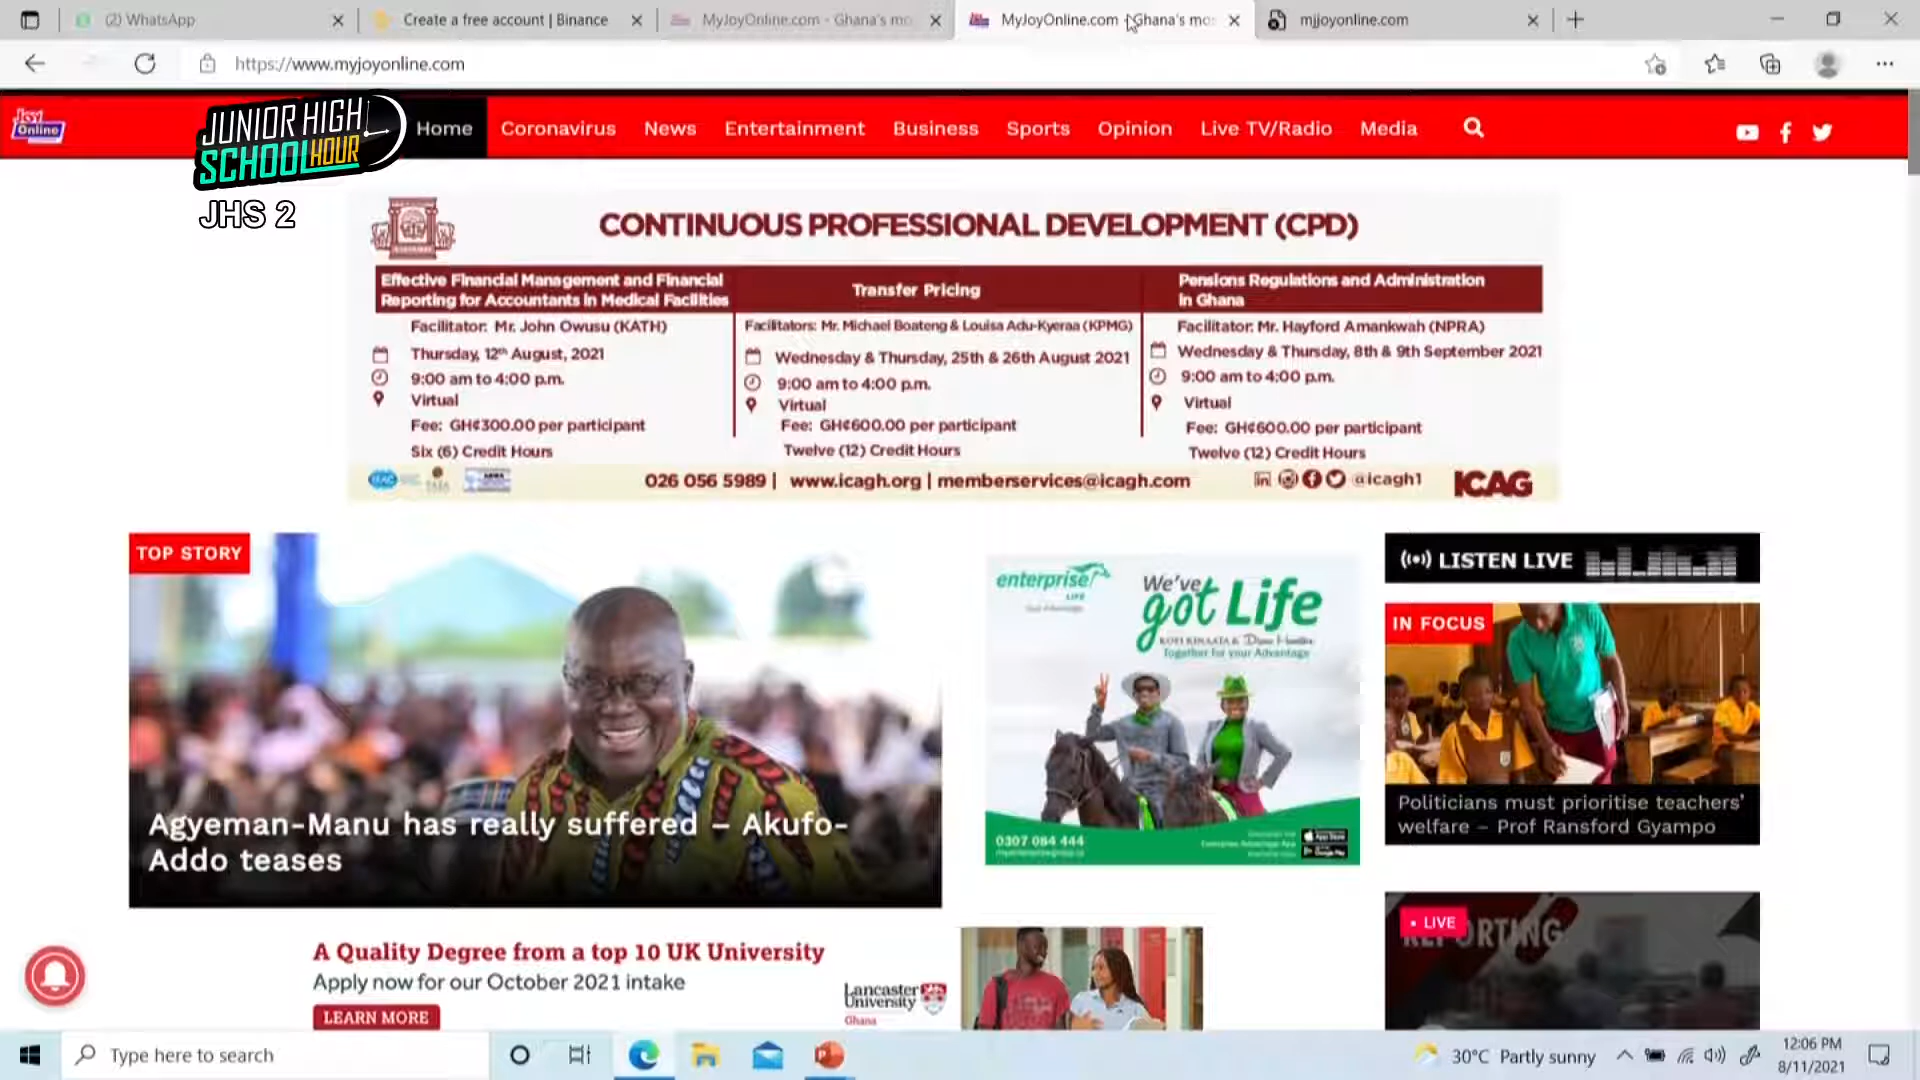 (2) WhatsApp
Create a free account | Binance
MyJoyOnline.com - Ghana's mo
MyJoyOnline.com - Ghana's mos
mjjoyonline.com
https://www.myjoyonline.com
Joy
Online
JUNIOR HIGH
SCHOOL HOUR
JHS 2
Home
Coronavirus
News
Entertainment
Business
Sports
Opinion
Live TV/Radio
Media
CONTINUOUS PROFESSIONAL DEVELOPMENT (CPD)
Effective Financial Management and Financial
Reporting for Accountants in Medical Facilities
Facilitator: Mr. John Owusu (KATH)
Thursday, 12th August, 2021
9:00 am to 4:00 p.m.
Virtual
Fee: GH¢300.00 per participant
Six (6) Credit Hours
Transfer Pricing
Facilitators: Mr. Michael Boateng & Louisa Adu-Kyeraa (KPMG)
Wednesday & Thursday, 25th & 26th August 2021
9:00 am to 4:00 p.m.
Virtual
Fee: GH¢600.00 per participant
Twelve (12) Credit Hours
Pensions Regulations and Administration
in Ghana
Facilitator: Mr. Hayford Amankwah (NPRA)
Wednesday & Thursday, 8th & 9th September 2021
9:00 am to 4:00 p.m.
Virtual
Fee: GH¢600.00 per participant
Twelve (12) Credit Hours
026 056 5989 | www.icagh.org | memberservices@icagh.com
@icagh1
ICAG
TOP STORY
Agyeman-Manu has really suffered – Akufo-
Addo teases
enterprise
LIFE
We've
got Life
Together for your Advantage
0307 084 444
LISTEN LIVE
IN FOCUS
Politicians must prioritise teachers'
welfare – Prof Ransford Gyampo
• LIVE
REPORTING
A Quality Degree from a top 10 UK University
Apply now for our October 2021 intake
LEARN MORE
Lancaster
University
Ghana
Type here to search
30°C Partly sunny
12:06 PM
8/11/2021